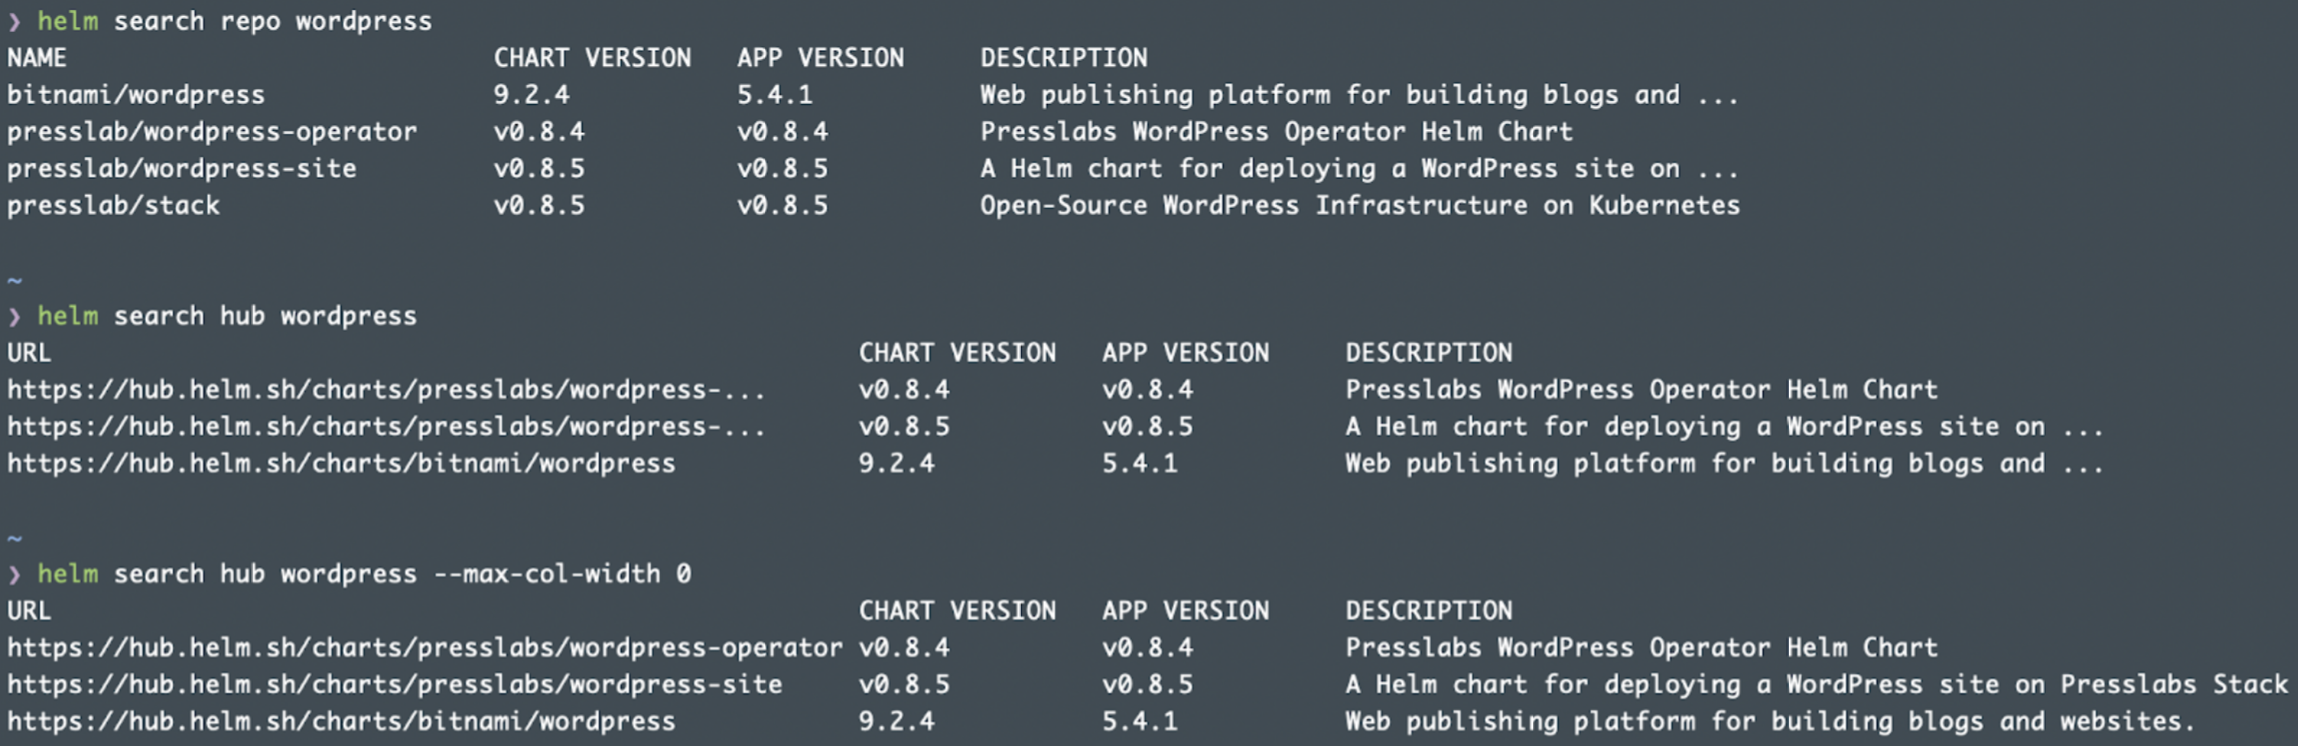 ❯ helm search repo wordpress
NAME CHART VERSION APP VERSION DESCRIPTION
bitnami/wordpress 9.2.4 5.4.1 Web publishing platform for building blogs and ...
presslab/wordpress-operator v0.8.4 v0.8.4 Presslabs WordPress Operator Helm Chart
presslab/wordpress-site v0.8.5 v0.8.5 A Helm chart for deploying a WordPress site on ...
presslab/stack v0.8.5 v0.8.5 Open-Source WordPress Infrastructure on Kubernetes
~
❯ helm search hub wordpress
URL CHART VERSION APP VERSION DESCRIPTION
https://hub.helm.sh/charts/presslabs/wordpress-... v0.8.4 v0.8.4 Presslabs WordPress Operator Helm Chart
https://hub.helm.sh/charts/presslabs/wordpress-... v0.8.5 v0.8.5 A Helm chart for deploying a WordPress site on ...
https://hub.helm.sh/charts/bitnami/wordpress 9.2.4 5.4.1 Web publishing platform for building blogs and ...
~
❯ helm search hub wordpress --max-col-width 0
URL CHART VERSION APP VERSION DESCRIPTION
https://hub.helm.sh/charts/presslabs/wordpress-operator v0.8.4 v0.8.4 Presslabs WordPress Operator Helm Chart
https://hub.helm.sh/charts/presslabs/wordpress-site v0.8.5 v0.8.5 A Helm chart for deploying a WordPress site on Presslabs Stack
https://hub.helm.sh/charts/bitnami/wordpress 9.2.4 5.4.1 Web publishing platform for building blogs and websites.